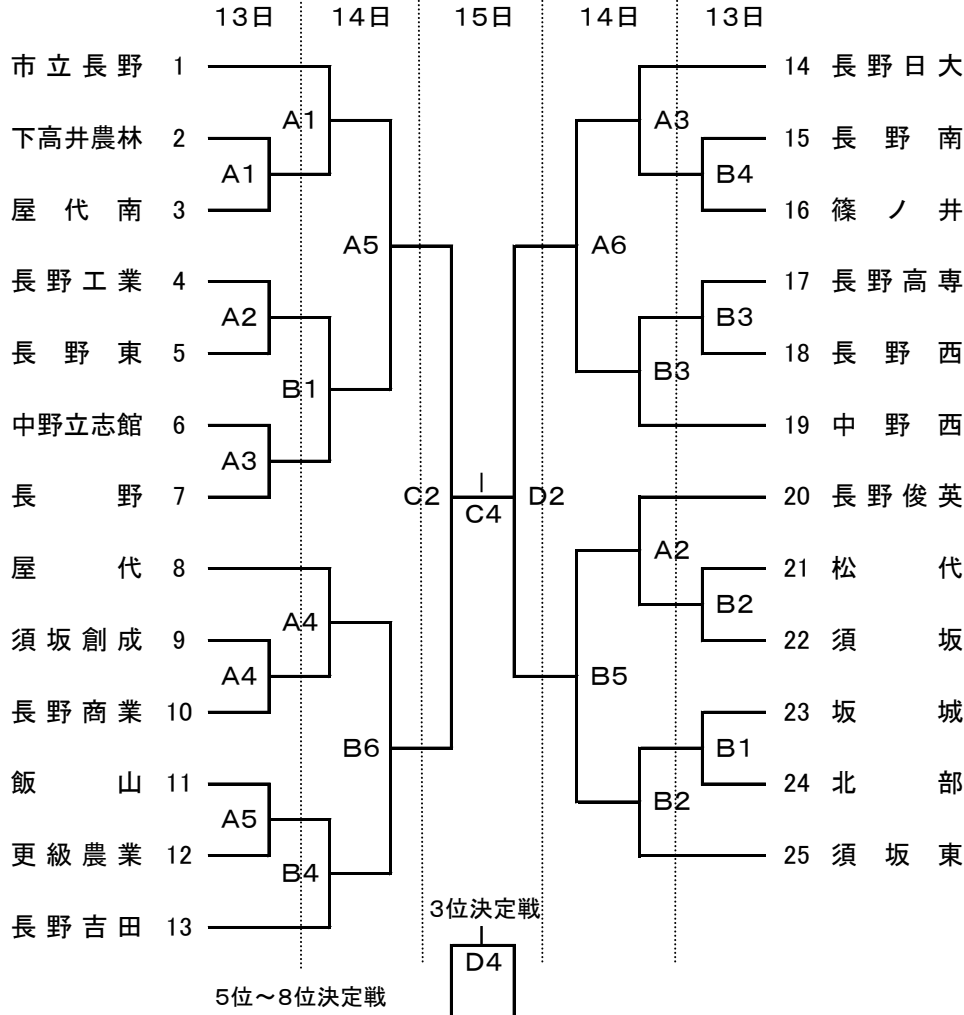 13日 14日 15日 14日 13日
市立長野 1
下高井農林 2
屋代南 3
長野工業 4
長野東 5
中野立志館 6
長野 7
屋代 8
須坂創成 9
長野商業 10
飯山 11
更級農業 12
長野吉田 13
A1
A1
A5
A2
B1
A3
C2
A4
A4
B6
A5
B4
C4
14 長野日大
15 長野南
16 篠ノ井
17 長野高専
18 長野西
19 中野西
20 長野俊英
21 松代
22 須坂
23 坂城
24 北部
25 須坂東
A3
B4
A6
B3
B3
D2
A2
B2
B5
B1
B2
3位決定戦
D4
5位～8位決定戦